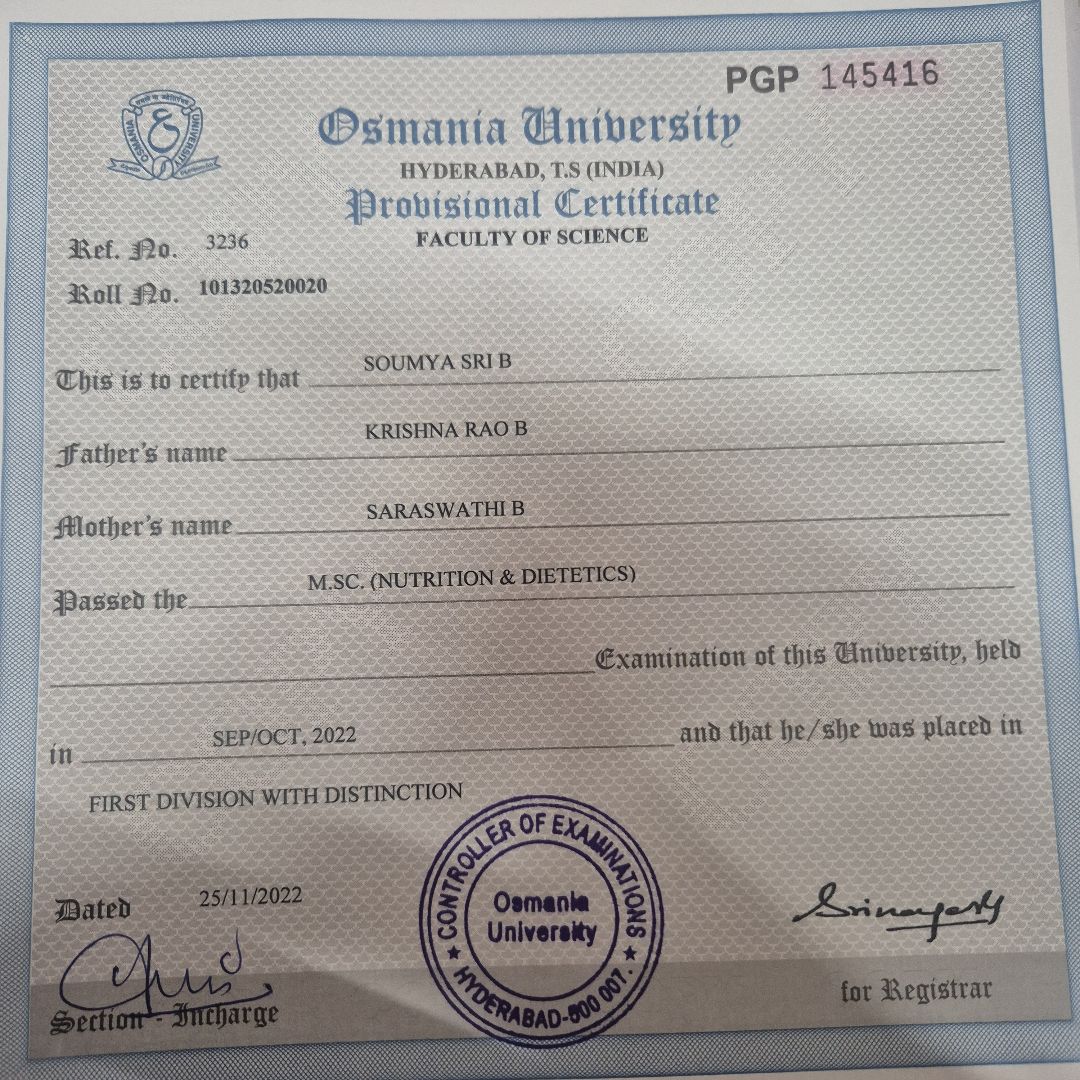 PGP 145416
OSMANIA UNIVERSITY
Osmania University
HYDERABAD, T.S (INDIA)
Provisional Certificate
FACULTY OF SCIENCE
Ref. No. 3236
Roll No. 101320520020
This is to certify that SOUMYA SRI B
Father's name KRISHNA RAO B
Mother's name SARASWATHI B
Passed the M.SC. (NUTRITION & DIETETICS)
Examination of this University, held
in SEP/OCT, 2022 and that he/she was placed in
FIRST DIVISION WITH DISTINCTION
Dated 25/11/2022
CONTROLLER OF EXAMINATIONS
Osmania
University
★ HYDERABAD-500 007. ★
Section - Incharge
for Registrar